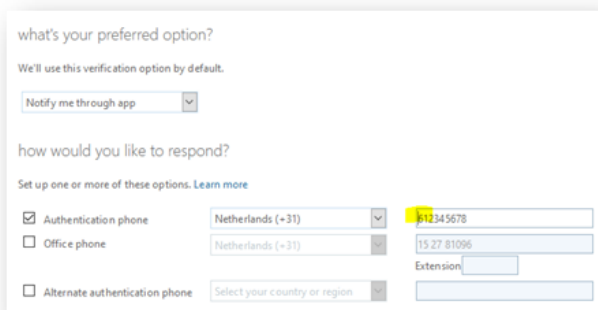 what's your preferred option?
We'll use this verification option by default.
Notify me through app
how would you like to respond?
Set up one or more of these options. Learn more
Authentication phone Netherlands (+31) 612345678
Office phone Netherlands (+31) 15 27 81096
Extension
Alternate authentication phone Select your country or region